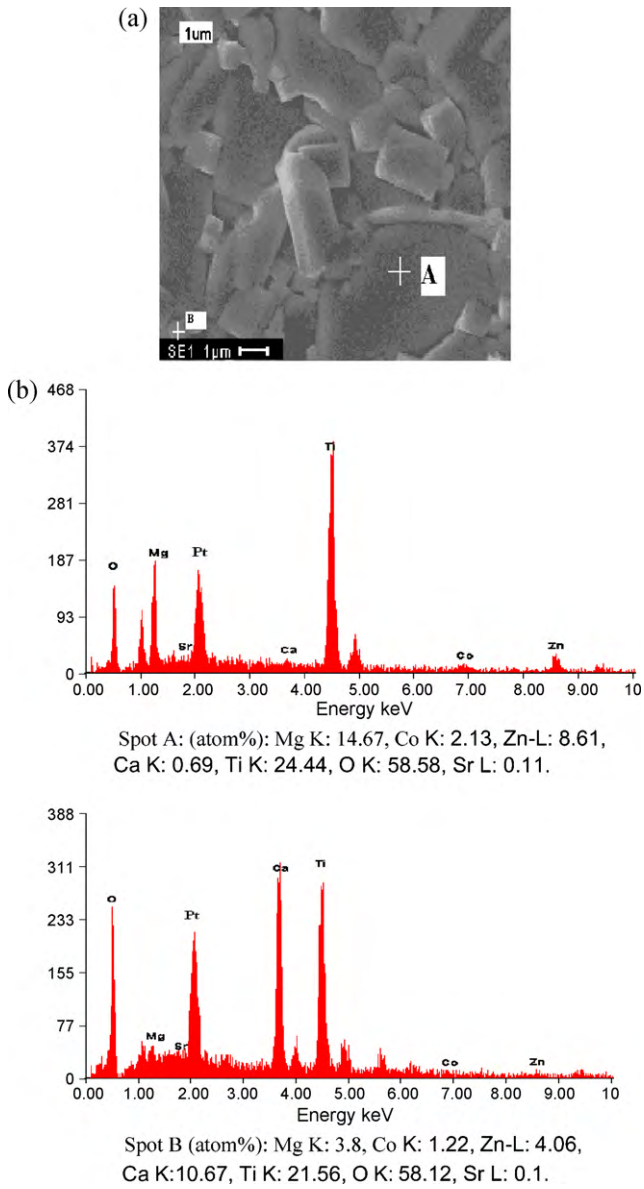 (a)
1um
A
B
SE1 1μm
(b)
468
374
281
187
93
0
O
Mg
Pt
Sr
Ca
Ti
Co
Zn
0.00 1.00 2.00 3.00 4.00 5.00 6.00 7.00 8.00 9.00 10
Energy keV
Spot A: (atom%): Mg K: 14.67, Co K: 2.13, Zn-L: 8.61,
Ca K: 0.69, Ti K: 24.44, O K: 58.58, Sr L: 0.11.
388
311
233
155
77
0
O
Mg
Sr
Pt
Ca
Ti
Co
Zn
0.00 1.00 2.00 3.00 4.00 5.00 6.00 7.00 8.00 9.00 10
Energy keV
Spot B (atom%): Mg K: 3.8, Co K: 1.22, Zn-L: 4.06,
Ca K:10.67, Ti K: 21.56, O K: 58.12, Sr L: 0.1.